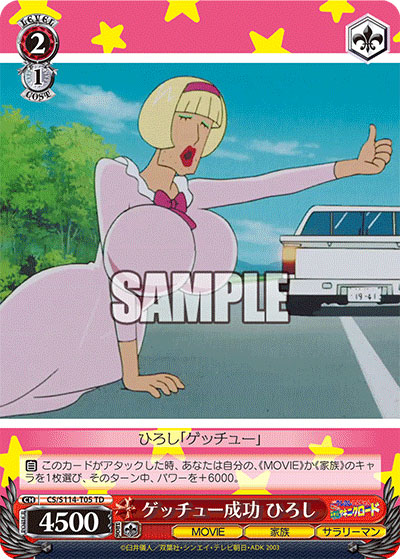 LEVEL
2
1
COST
19-61
SAMPLE
ひろし「ゲッチュー」
自 このカードがアタックした時、あなたは自分の、《MOVIE》か《家族》のキャ
ラを1枚選び、そのターン中、パワーを+6000。
CH CS/S114-T05 TD
4500 ゲッチュー成功 ひろし
MOVIE 家族 サラリーマン
©臼井儀人／双葉社・シンエイ・テレビ朝日・ADK 2003